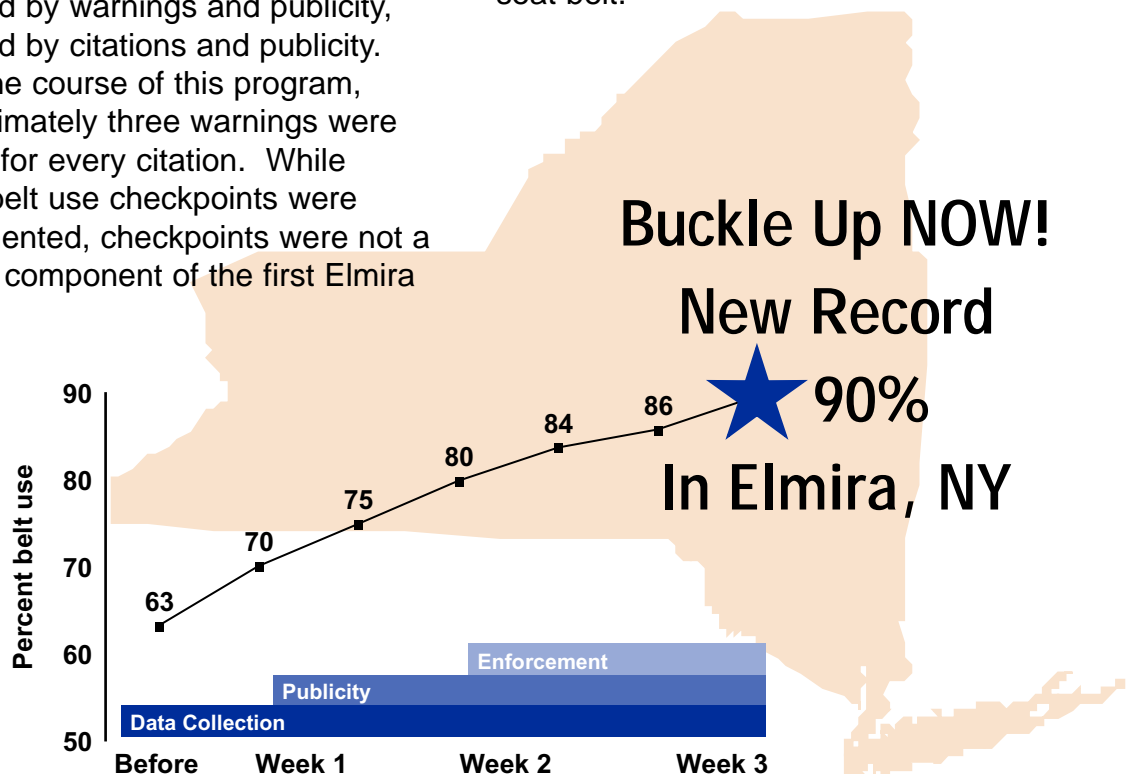 d by warnings and publicity,
d by citations and publicity.
he course of this program,
imately three warnings were
for every citation. While
belt use checkpoints were
ented, checkpoints were not a
component of the first Elmira
seat belt.
Buckle Up NOW!
New Record
90%
In Elmira, NY
Percent belt use
90
80
70
60
50
63
70
75
80
84
86
Enforcement
Publicity
Data Collection
Before Week 1 Week 2 Week 3